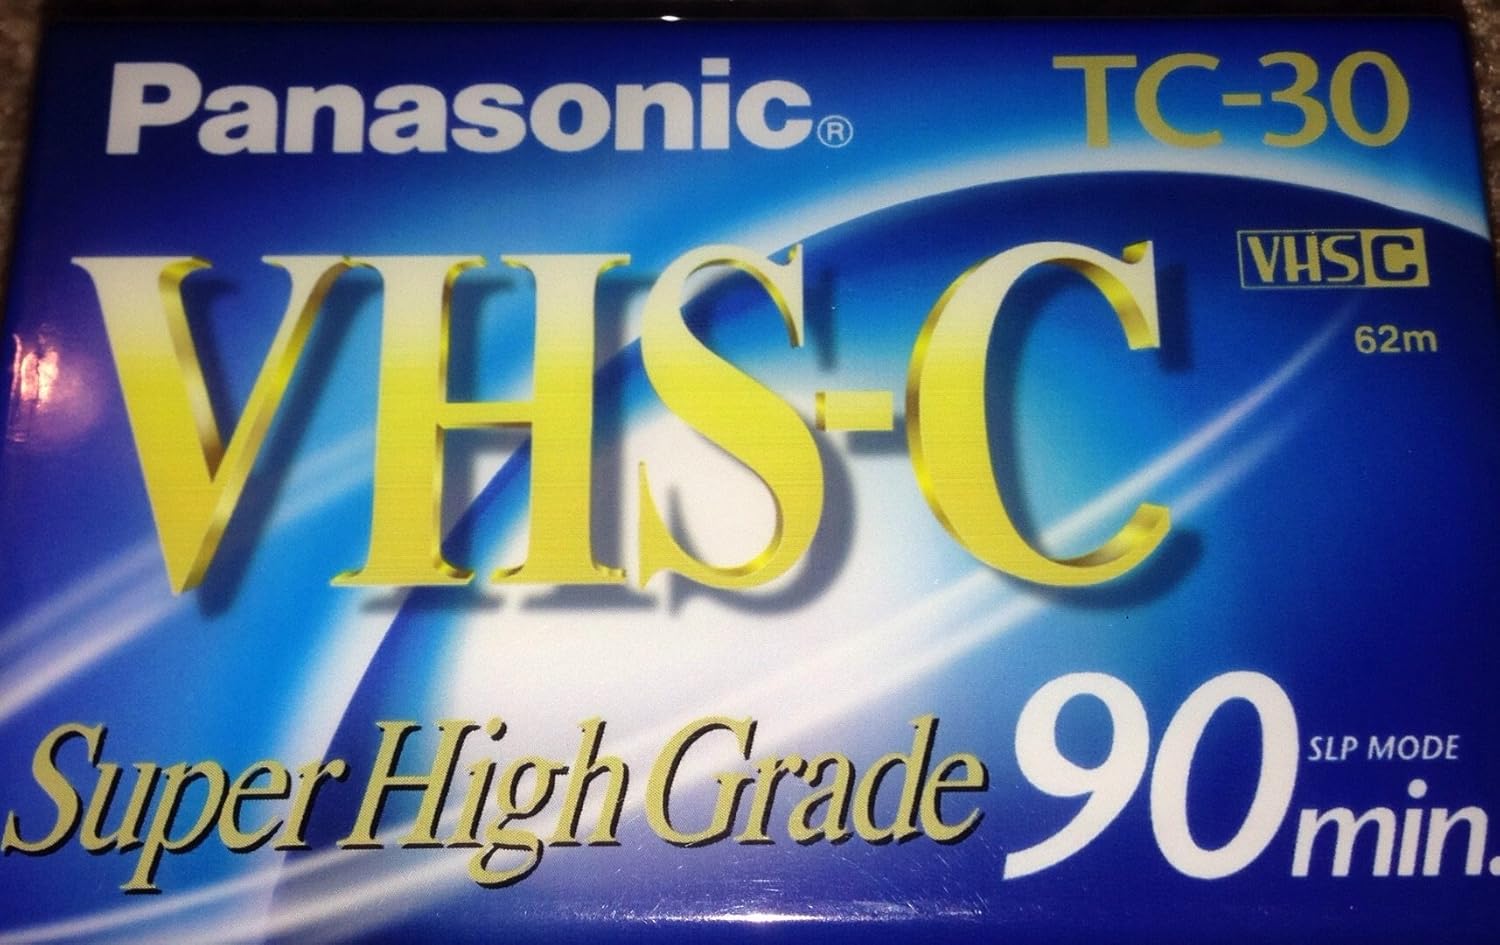 Panasonic® TC-30
VHS-C
VHS C
62m
Super High Grade
90 min.
SLP MODE